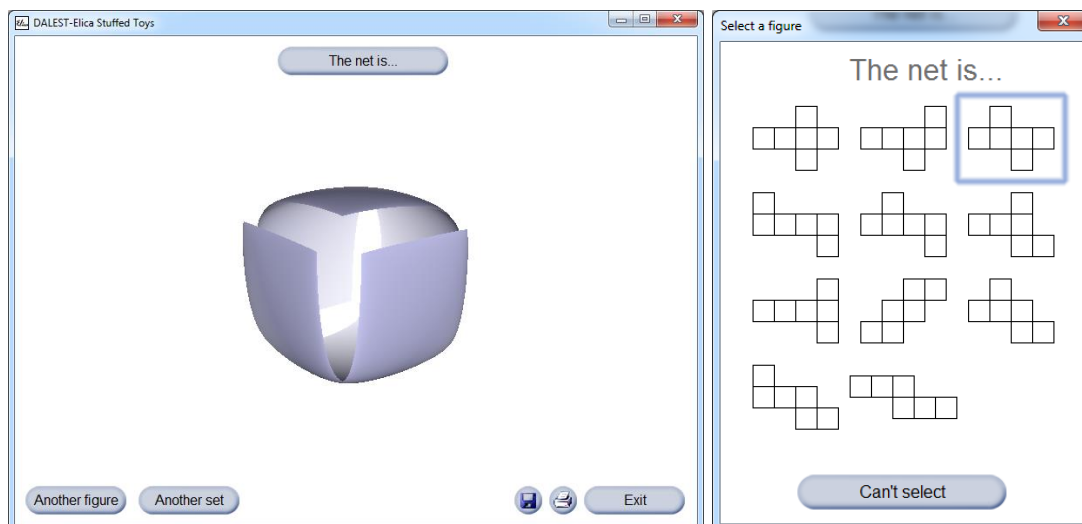 DALEST-Elica Stuffed Toys
The net is...
Another figure
Another set
Exit
Select a figure
The net is...
Can't select